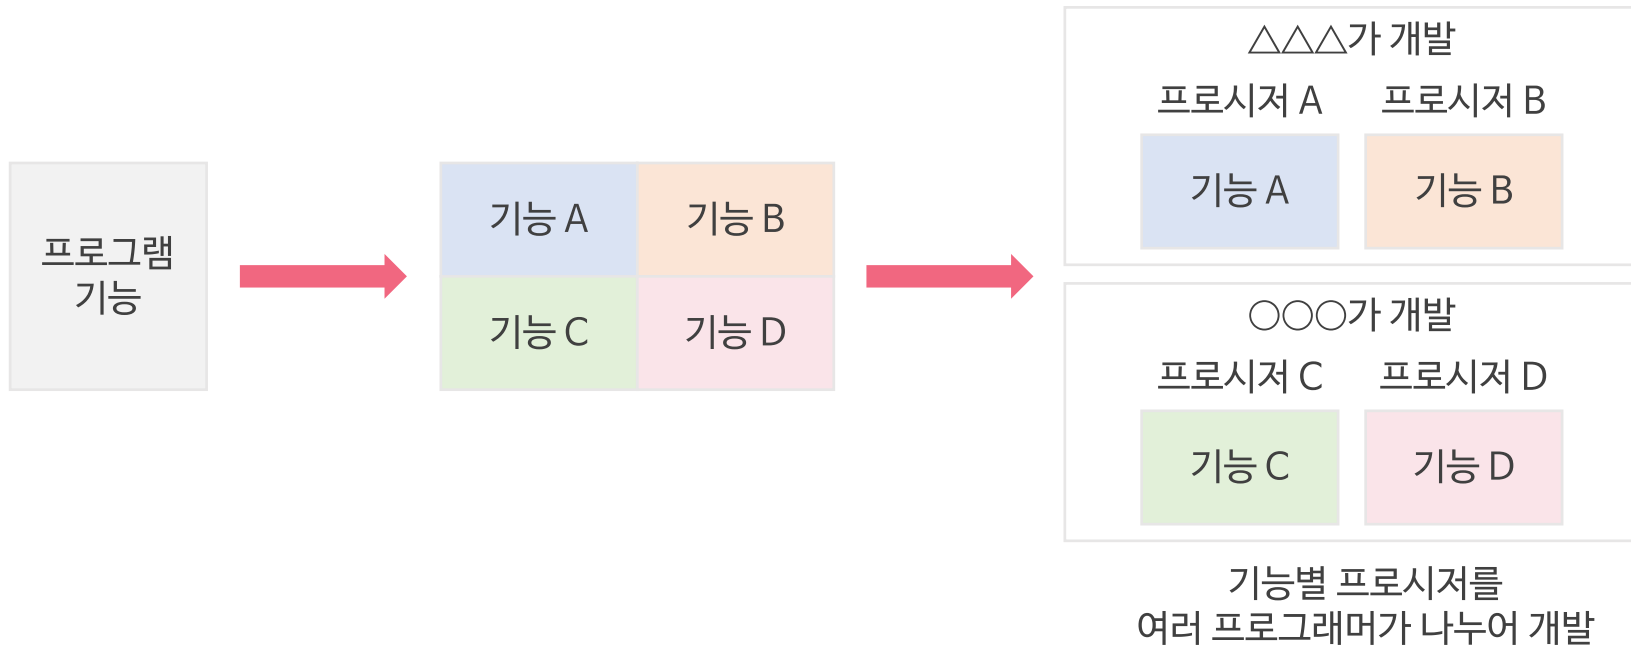 프로그램
기능
기능 A
기능 B
기능 C
기능 D
△△△가 개발
프로시저 A
프로시저 B
기능 A
기능 B
○○○가 개발
프로시저 C
프로시저 D
기능 C
기능 D
기능별 프로시저를
여러 프로그래머가 나누어 개발